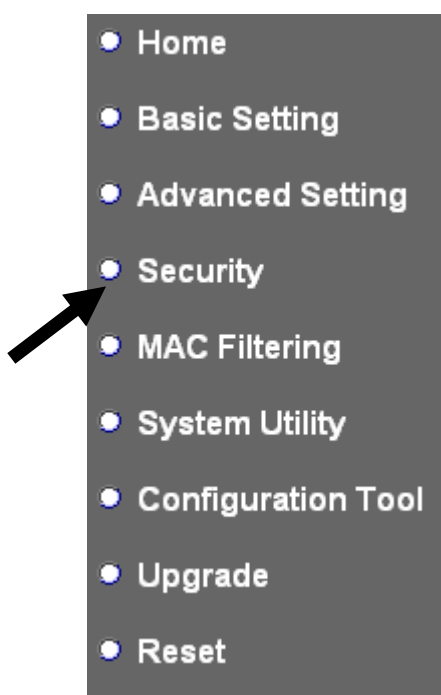 Home
Basic Setting
Advanced Setting
Security
MAC Filtering
System Utility
Configuration Tool
Upgrade
Reset